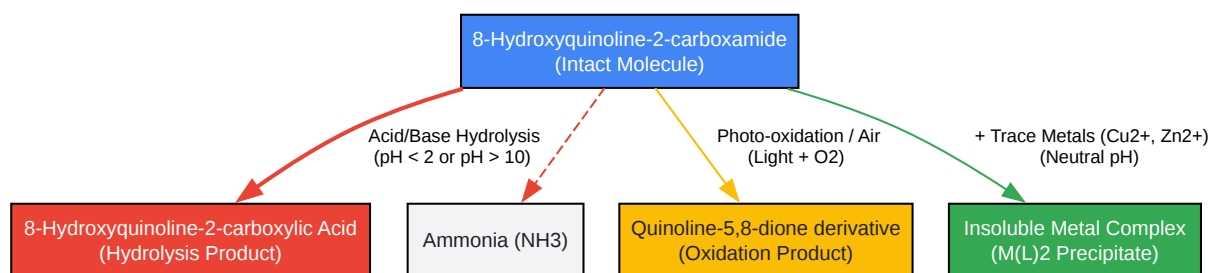 8-Hydroxyquinoline-2-carboxamide
(Intact Molecule)
Acid/Base Hydrolysis
(pH < 2 or pH > 10)
Photo-oxidation / Air
(Light + O2)
+ Trace Metals (Cu2+, Zn2+)
(Neutral pH)
8-Hydroxyquinoline-2-carboxylic Acid
(Hydrolysis Product)
Ammonia (NH3)
Quinoline-5,8-dione derivative
(Oxidation Product)
Insoluble Metal Complex
(M(L)2 Precipitate)